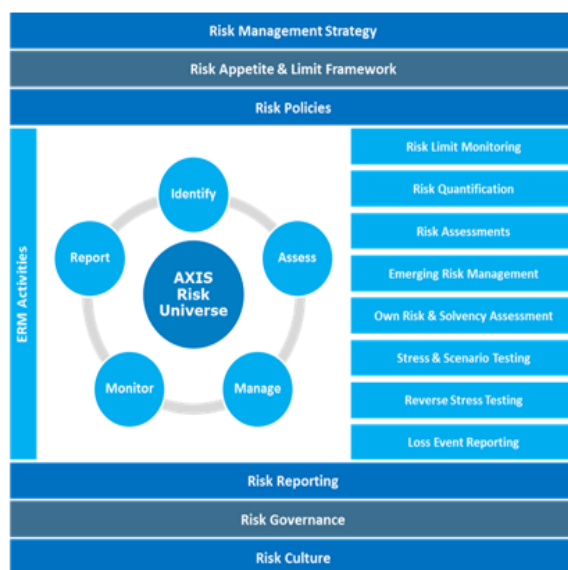 Risk Management Strategy
Risk Appetite & Limit Framework
Risk Policies
ERM Activities
Identify
Assess
Manage
Monitor
Report
AXIS
Risk
Universe
Risk Limit Monitoring
Risk Quantification
Risk Assessments
Emerging Risk Management
Own Risk & Solvency Assessment
Stress & Scenario Testing
Reverse Stress Testing
Loss Event Reporting
Risk Reporting
Risk Governance
Risk Culture